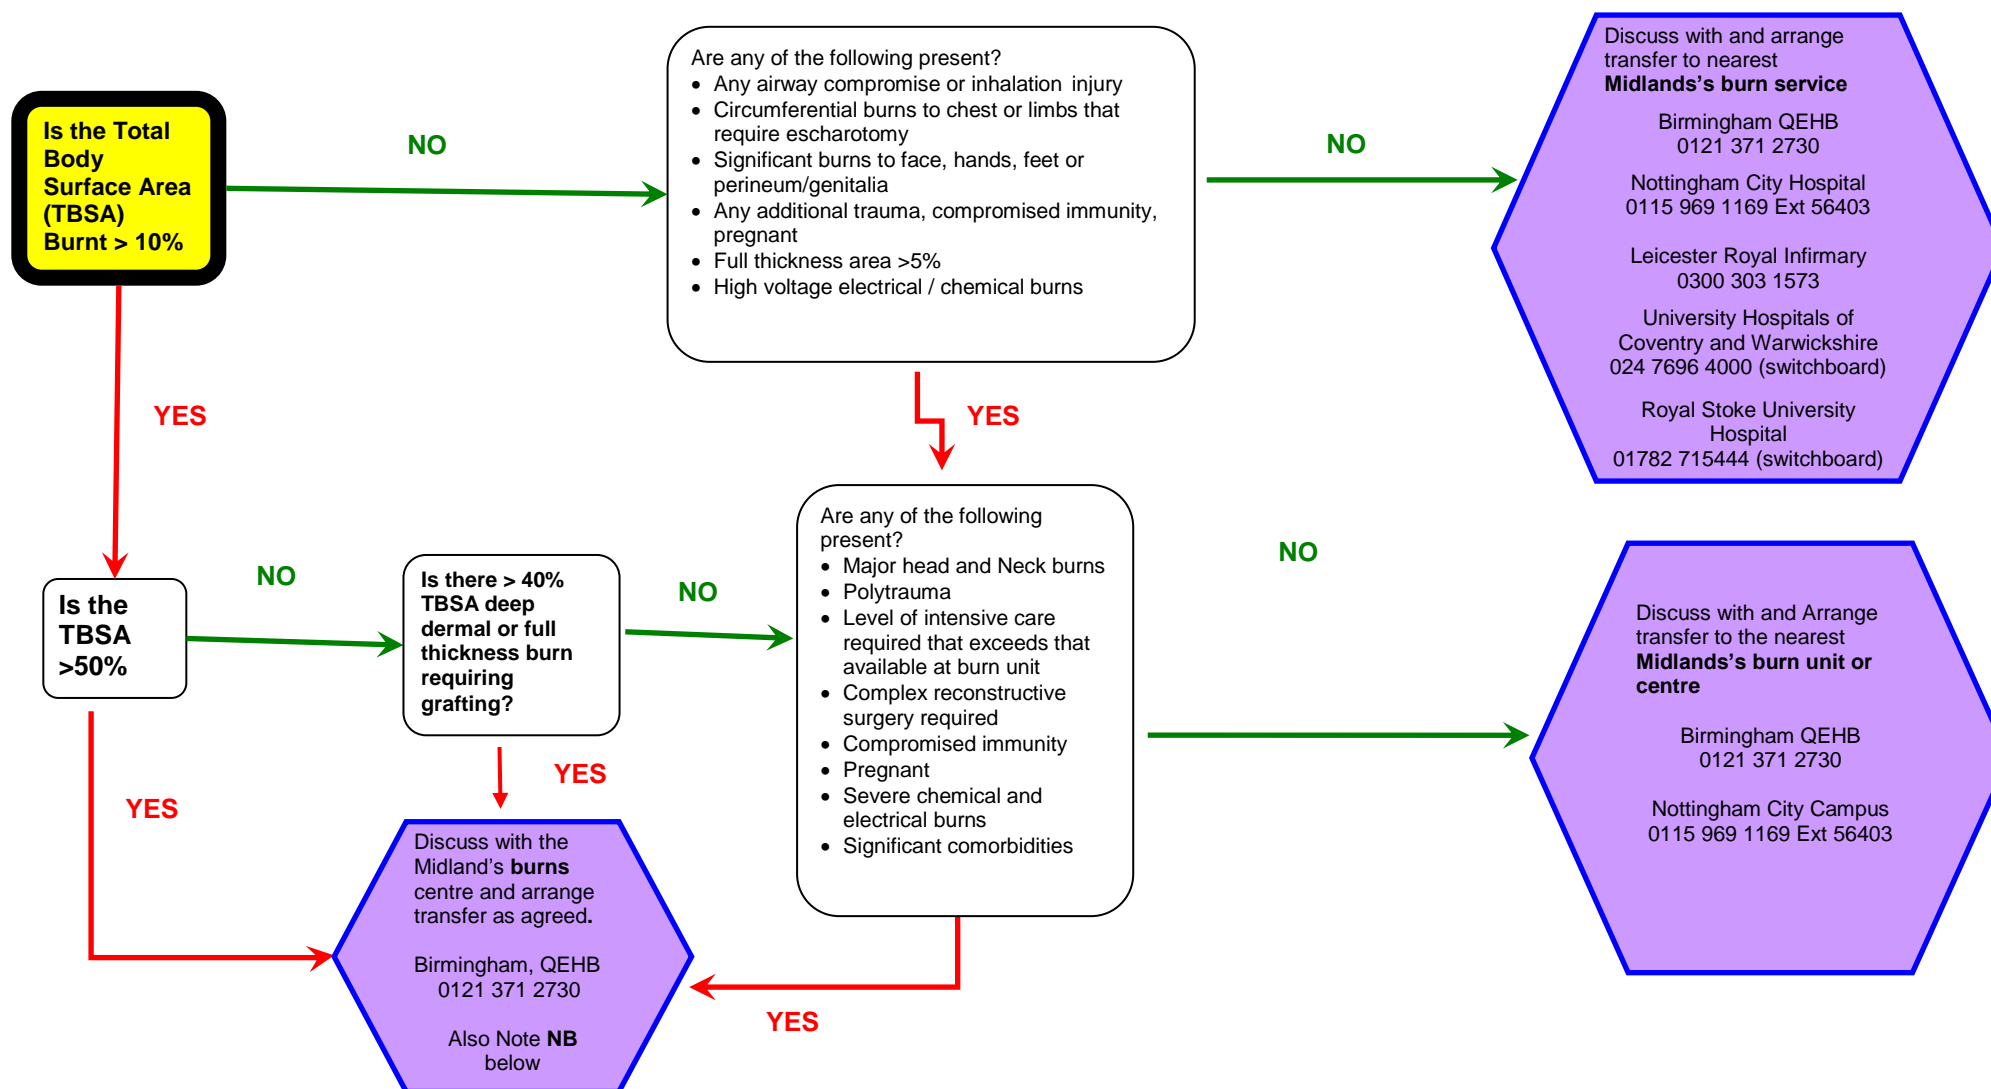 Is the Total
Body
Surface Area
(TBSA)
Burnt > 10%
NO
Are any of the following present?
• Any airway compromise or inhalation injury
• Circumferential burns to chest or limbs that
require escharotomy
• Significant burns to face, hands, feet or
perineum/genitalia
• Any additional trauma, compromised immunity,
pregnant
• Full thickness area >5%
• High voltage electrical / chemical burns
NO
Discuss with and arrange
transfer to nearest
Midlands's burn service
Birmingham QEHB
0121 371 2730
Nottingham City Hospital
0115 969 1169 Ext 56403
Leicester Royal Infirmary
0300 303 1573
University Hospitals of
Coventry and Warwickshire
024 7696 4000 (switchboard)
Royal Stoke University
Hospital
01782 715444 (switchboard)
YES
YES
Is the
TBSA
>50%
NO
Is there > 40%
TBSA deep
dermal or full
thickness burn
requiring
grafting?
NO
Are any of the following
present?
• Major head and Neck burns
• Polytrauma
• Level of intensive care
required that exceeds that
available at burn unit
• Complex reconstructive
surgery required
• Compromised immunity
• Pregnant
• Severe chemical and
electrical burns
• Significant comorbidities
NO
Discuss with and Arrange
transfer to the nearest
Midlands's burn unit or
centre
Birmingham QEHB
0121 371 2730
Nottingham City Campus
0115 969 1169 Ext 56403
YES
YES
Discuss with the
Midland's burns
centre and arrange
transfer as agreed.
Birmingham, QEHB
0121 371 2730
Also Note NB
below
YES